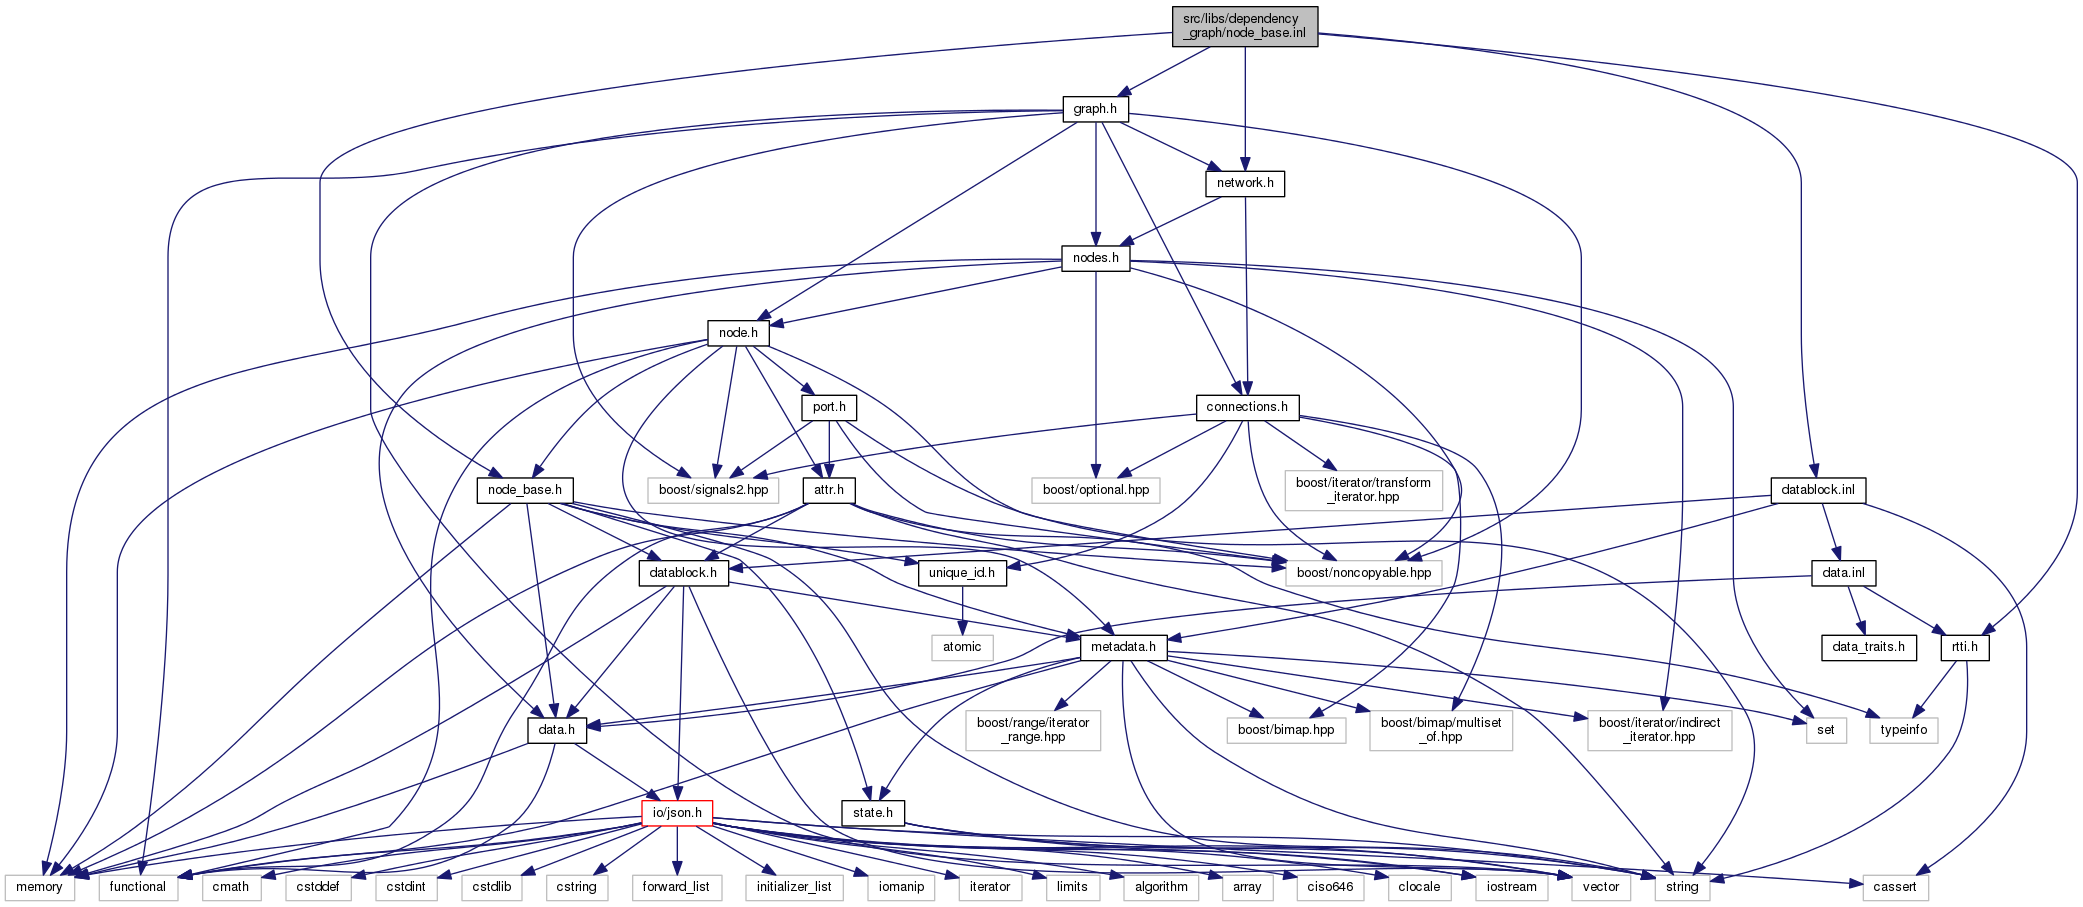 src/libs/dependency
_graph/node_base.inl
graph.h
network.h
nodes.h
node.h
port.h
connections.h
node_base.h
boost/signals2.hpp
attr.h
boost/optional.hpp
boost/iterator/transform
_iterator.hpp
datablock.inl
datablock.h
unique_id.h
boost/noncopyable.hpp
data.inl
atomic
metadata.h
data_traits.h
rtti.h
data.h
boost/range/iterator
_range.hpp
boost/bimap.hpp
boost/bimap/multiset
_of.hpp
boost/iterator/indirect
_iterator.hpp
set
typeinfo
io/json.h
state.h
memory
functional
cmath
cstddef
cstdint
cstdlib
cstring
forward_list
initializer_list
iomanip
iterator
limits
algorithm
array
ciso646
clocale
iostream
vector
string
cassert